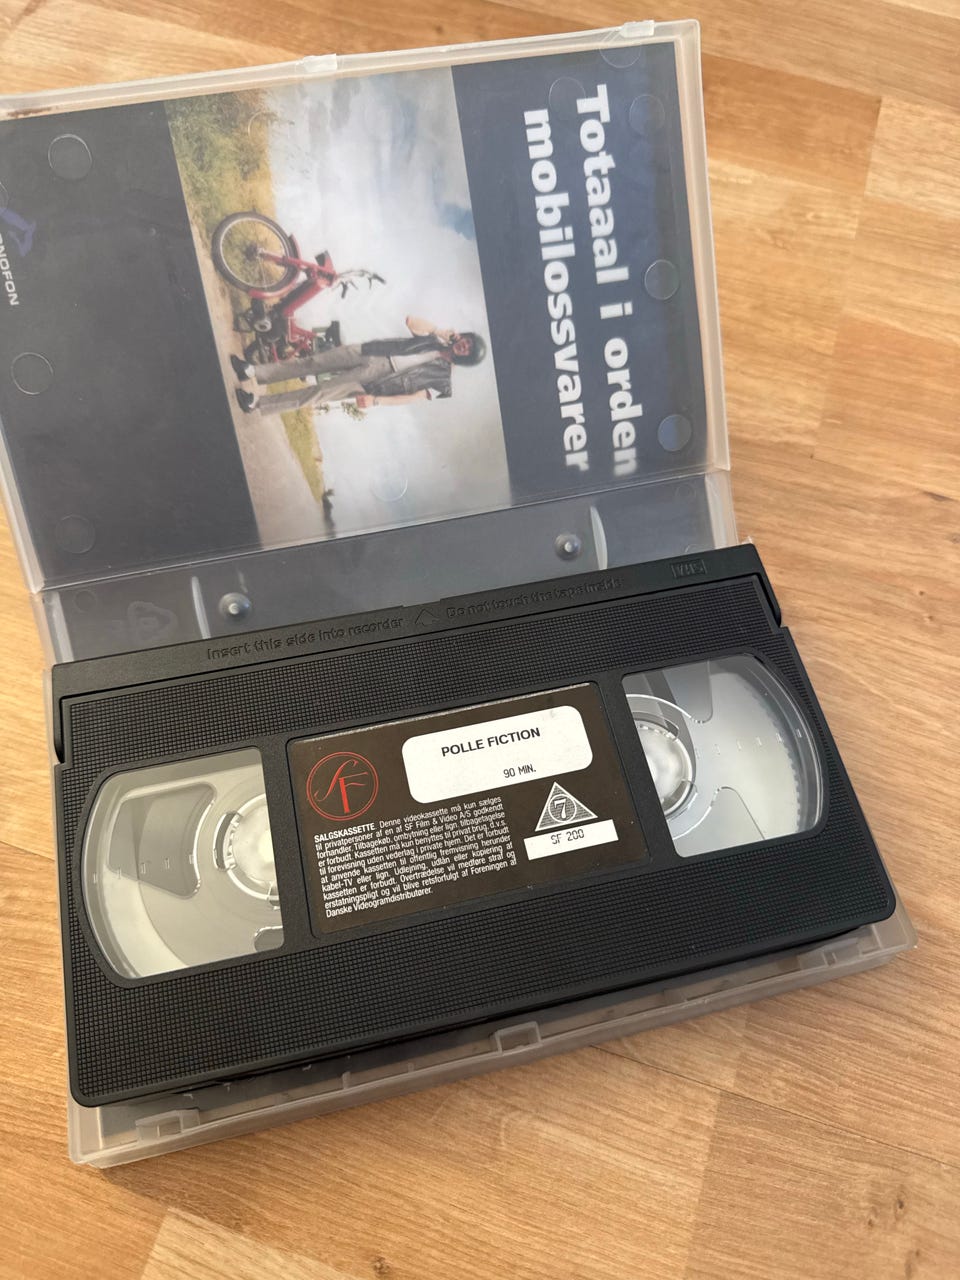 Totaaal i orden
mobilossvarer
SONOFON
Insert this side into recorder
Do not touch the tape inside
VHS
SF
POLLE FICTION
90 MIN.
7
SF 200
SALGSKASSETTE. Denne videokassette må kun sælges
til privatpersoner af en af SF Film & Video A/S godkendt
forhandler. Tilbagekøb, ombytning eller lign. tilbagetagelse
er forbudt. Kassetten må kun benyttes til privat brug, d.v.s.
til forevisning uden vederlag i private hjem. Det er forbudt
at anvende kassetten til offentlig fremvisning herunder
kabel-TV eller lign. Udlejning, udlån eller kopiering af
kassetten er forbudt. Overtrædelse vil medføre straf og
erstatningspligt og vil blive retsforfulgt af Foreningen af
Danske Videogramdistributører.